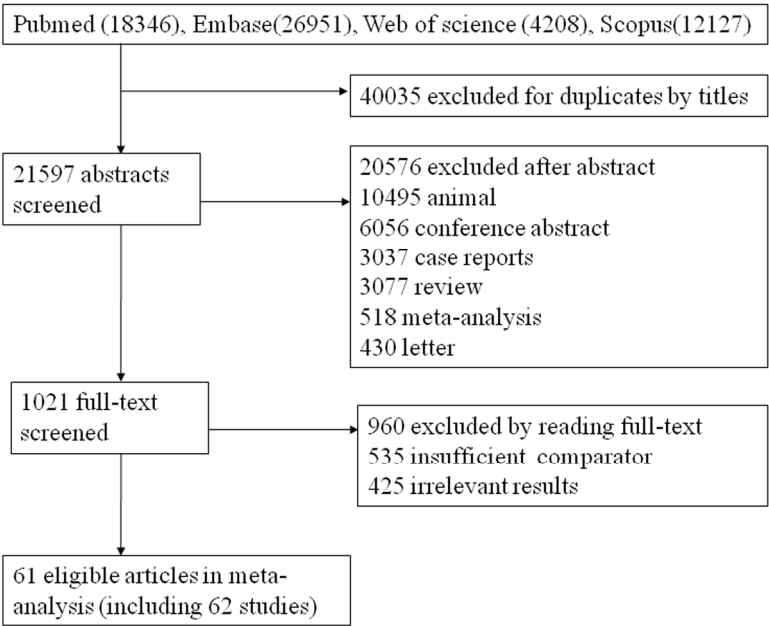 Pubmed (18346), Embase(26951), Web of science (4208), Scopus(12127)
40035 excluded for duplicates by titles
21597 abstracts
screened
20576 excluded after abstract
10495 animal
6056 conference abstract
3037 case reports
3077 review
518 meta-analysis
430 letter
1021 full-text
screened
960 excluded by reading full-text
535 insufficient comparator
425 irrelevant results
61 eligible articles in meta-
analysis (including 62 studies)